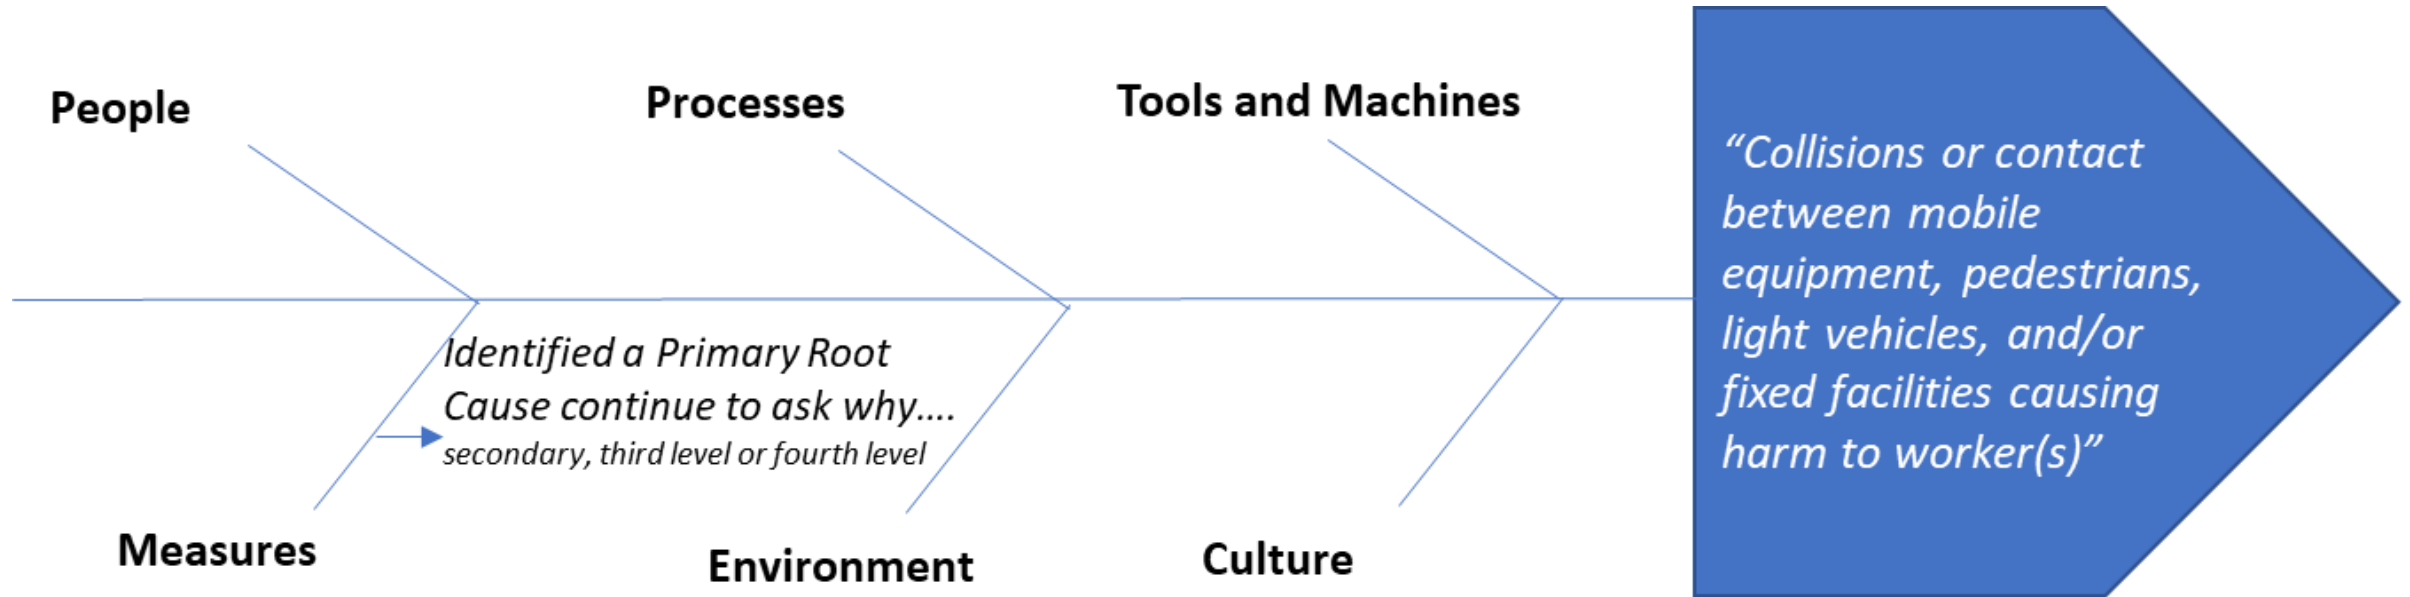 People
Processes
Tools and Machines
“Collisions or contact
between mobile
equipment, pedestrians,
light vehicles, and/or
fixed facilities causing
harm to worker(s)”
Identified a Primary Root
Cause continue to ask why....
secondary, third level or fourth level
Measures
Environment
Culture